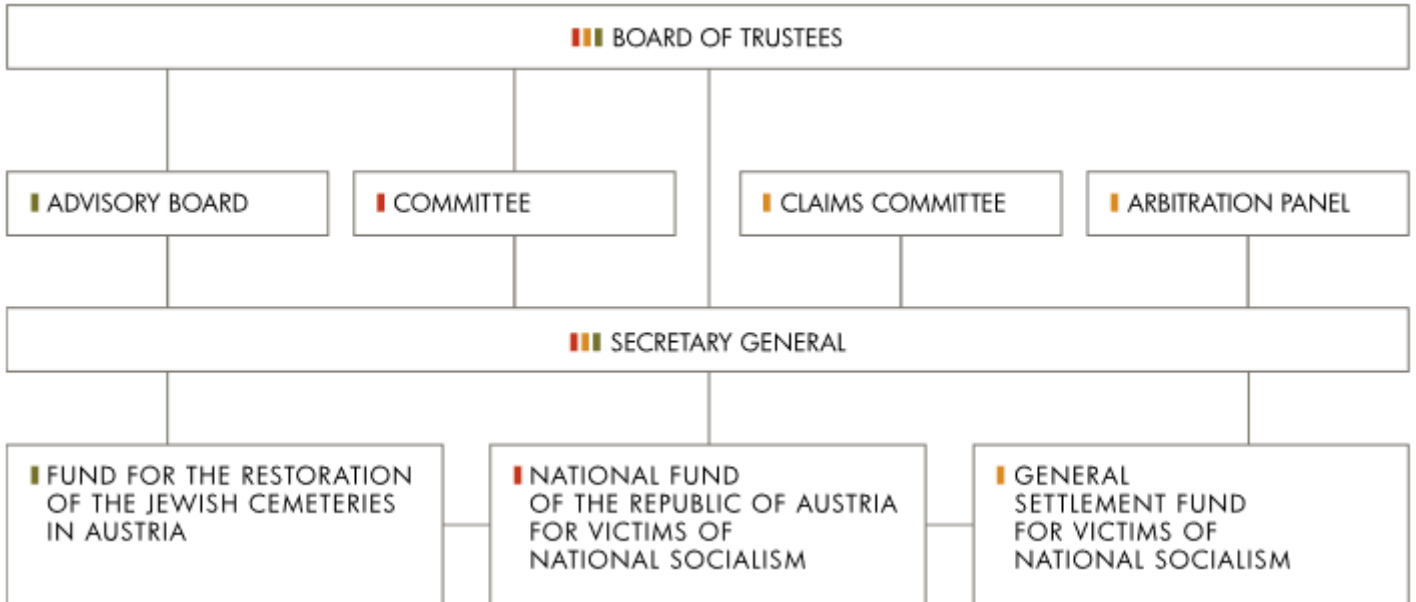 BOARD OF TRUSTEES
ADVISORY BOARD
COMMITTEE
CLAIMS COMMITTEE
ARBITRATION PANEL
SECRETARY GENERAL
FUND FOR THE RESTORATION
OF THE JEWISH CEMETERIES
IN AUSTRIA
NATIONAL FUND
OF THE REPUBLIC OF AUSTRIA
FOR VICTIMS OF
NATIONAL SOCIALISM
GENERAL
SETTLEMENT FUND
FOR VICTIMS OF
NATIONAL SOCIALISM